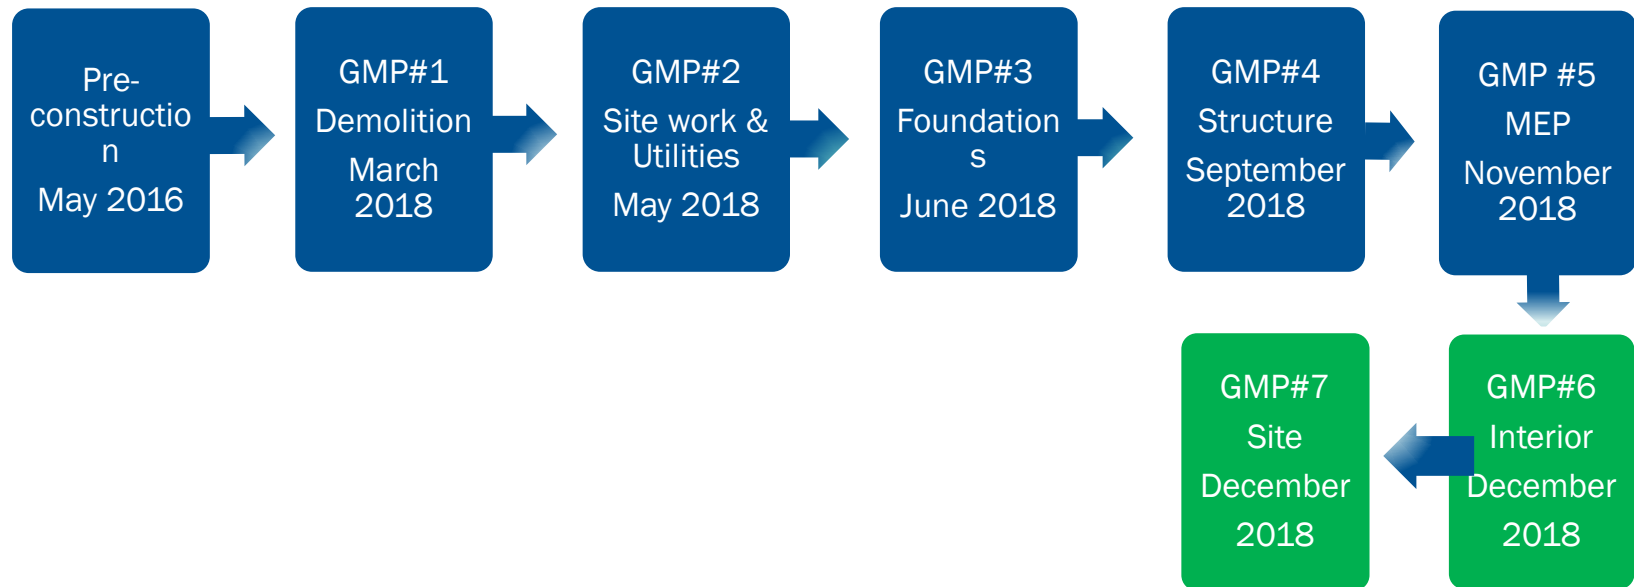 Pre-
constructio
n
May 2016
GMP#1
Demolition
March
2018
GMP#2
Site work &
Utilities
May 2018
GMP#3
Foundation
s
June 2018
GMP#4
Structure
September
2018
GMP #5
MEP
November
2018
GMP#6
Interior
December
2018
GMP#7
Site
December
2018